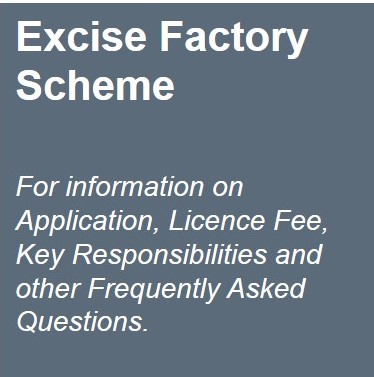 Excise Factory
Scheme
For information on
Application, Licence Fee,
Key Responsibilities and
other Frequently Asked
Questions.